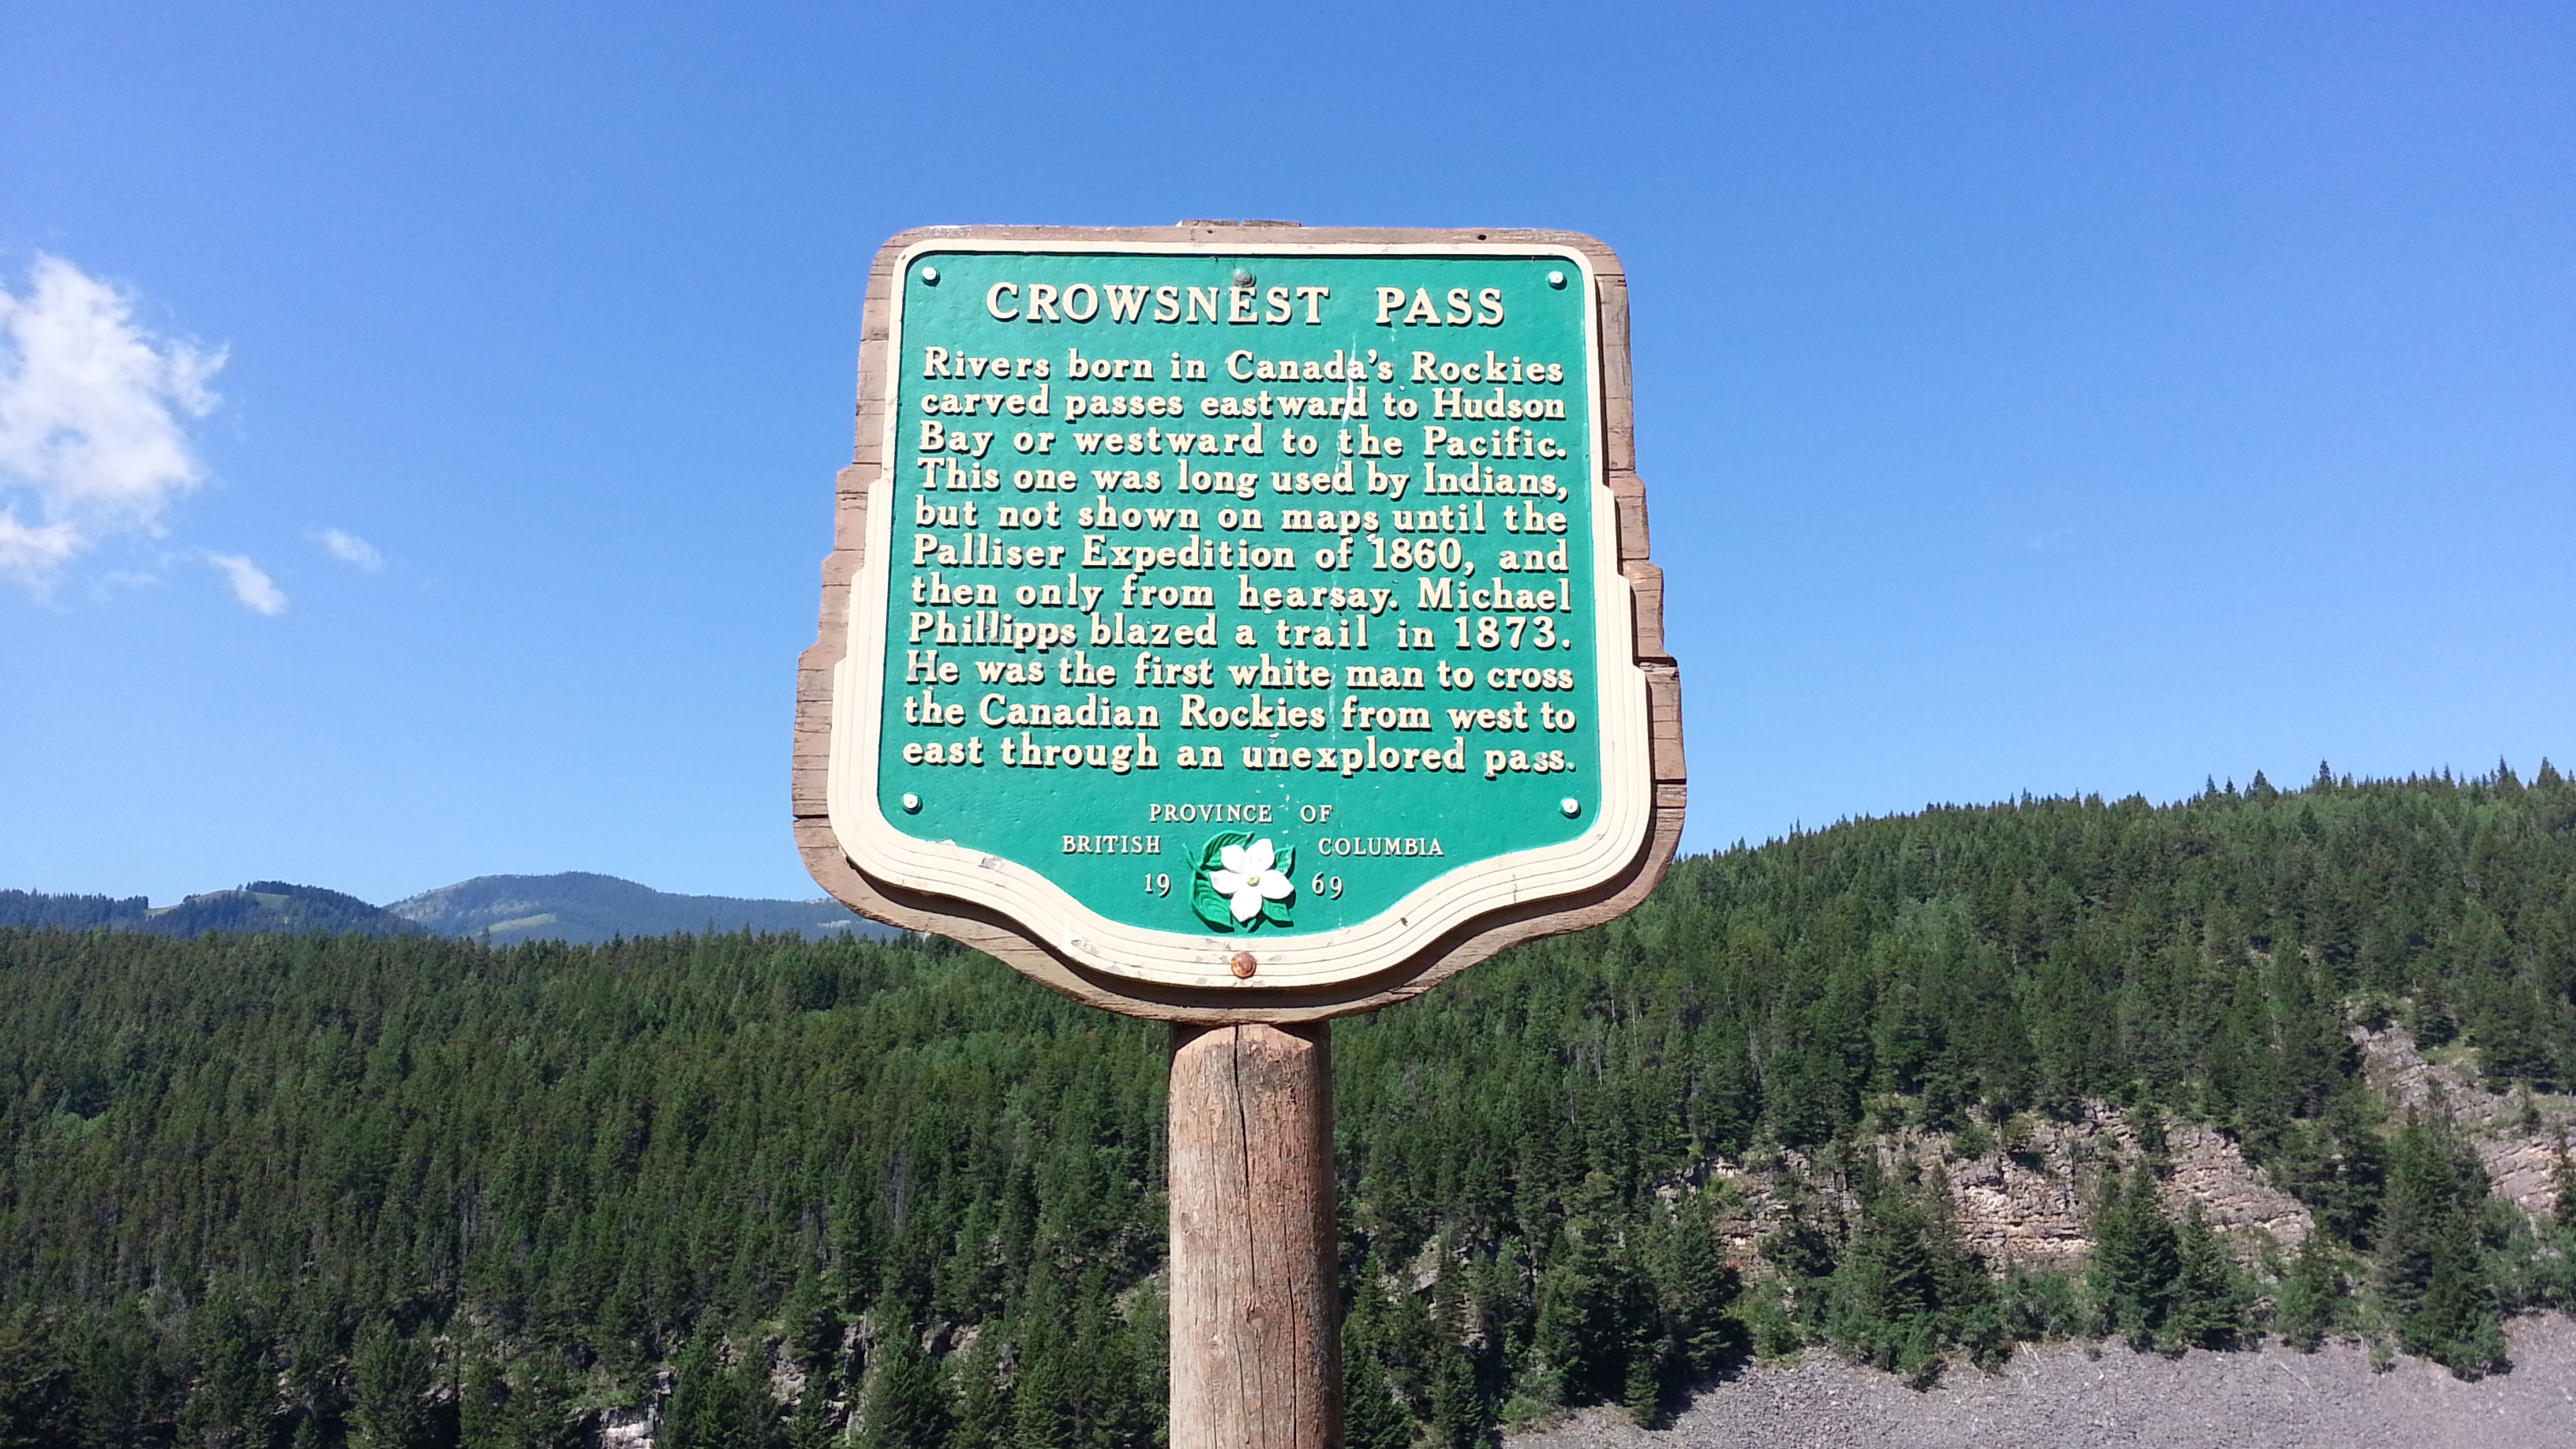 CROWSNEST PASS
Rivers born in Canada's Rockies
carved passes eastward to Hudson
Bay or westward to the Pacific.
This one was long used by Indians,
but not shown on maps until the
Palliser Expedition of 1860, and
then only from hearsay. Michael
Phillipps blazed a trail in 1873.
He was the first white man to cross
the Canadian Rockies from west to
east through an unexplored pass.
PROVINCE OF
BRITISH COLUMBIA
19 69